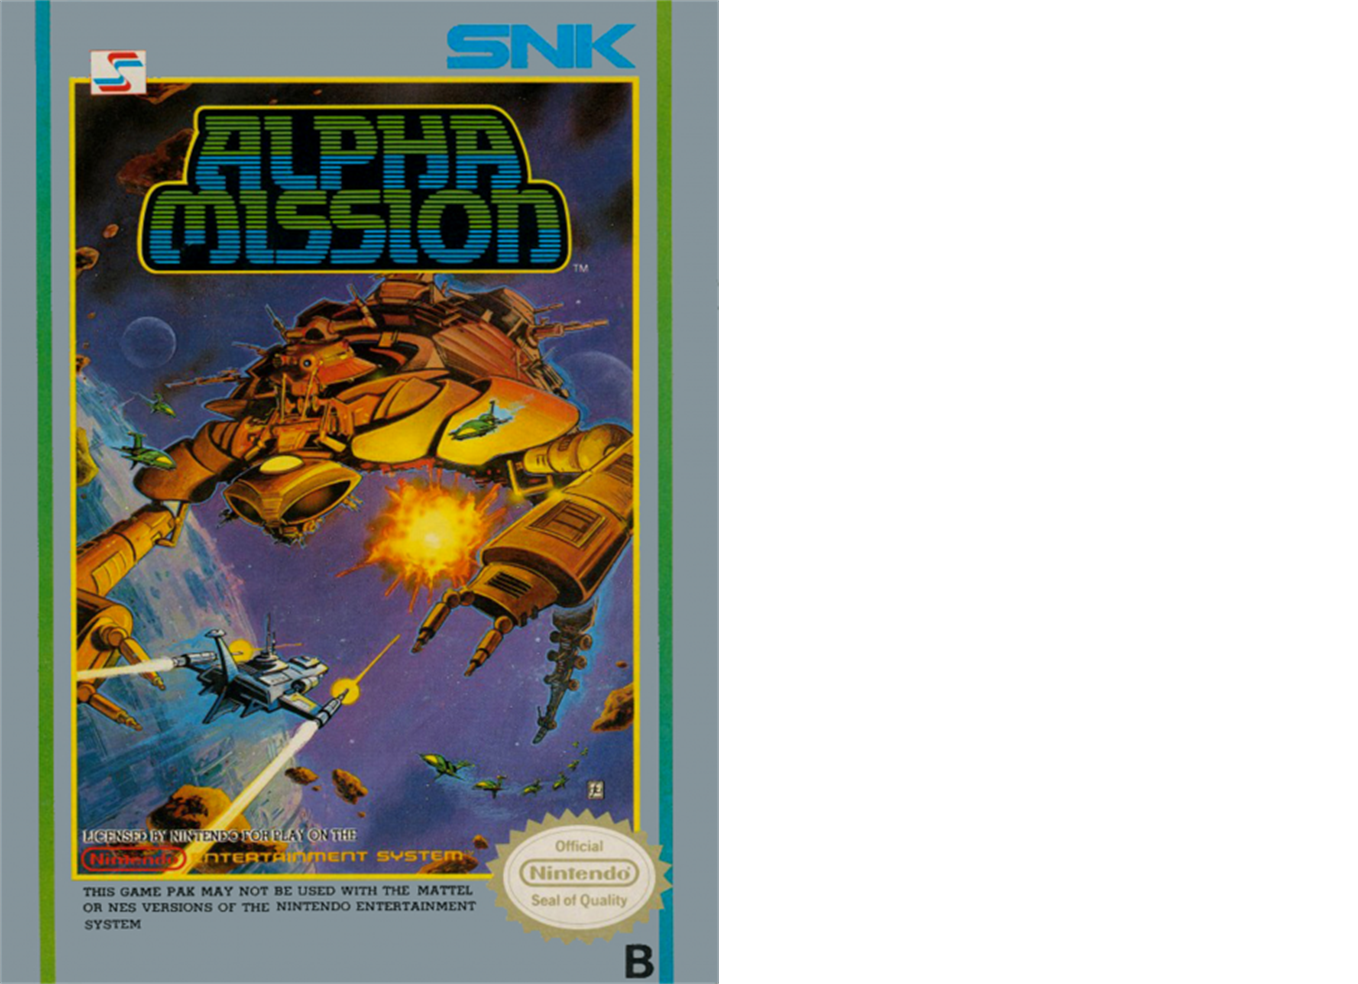 SNK
ALPHA
MISSION
TM
LICENSED BY NINTENDO FOR PLAY ON THE
Nintendo ENTERTAINMENT SYSTEM
Official
Nintendo
Seal of Quality
THIS GAME PAK MAY NOT BE USED WITH THE MATTEL
OR NES VERSIONS OF THE NINTENDO ENTERTAINMENT
SYSTEM
B